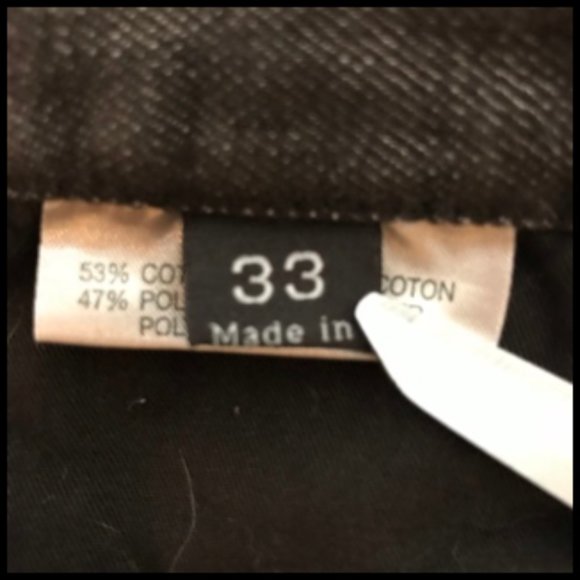 33
Made in
53% COT
47% POL
POL
COTON